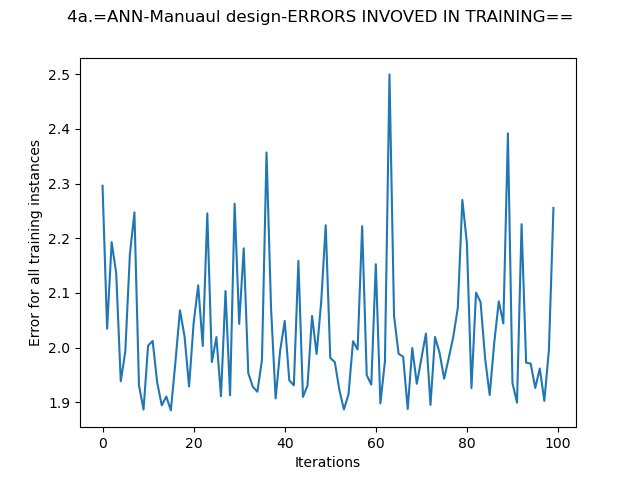 4a.=ANN-Manuaul design-ERRORS INVOVED IN TRAINING==
2.5
2.4
2.3
2.2
2.1
2.0
1.9
Error for all training instances
0 20 40 60 80 100
Iterations